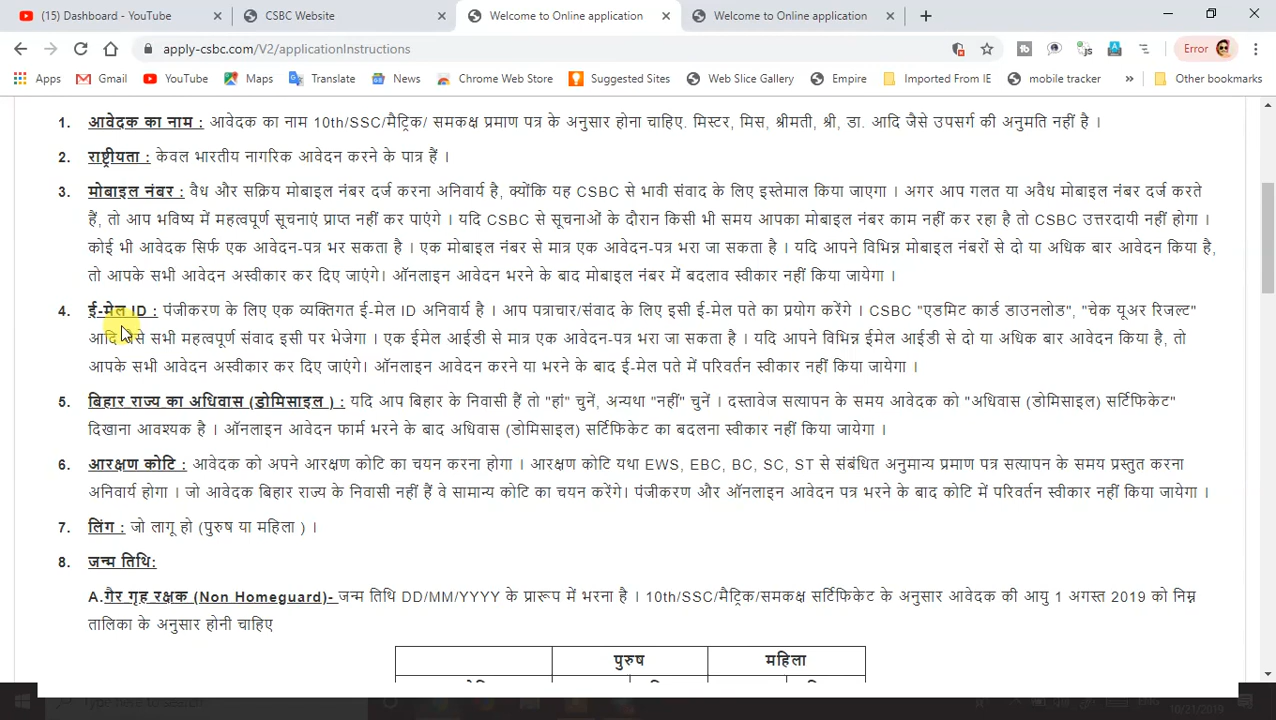 (15) Dashboard - YouTube
CSBC Website
Welcome to Online application
Welcome to Online application
apply-csbc.com/V2/applicationInstructions
Error
Apps
Gmail
YouTube
Maps
Translate
News
Chrome Web Store
Suggested Sites
Web Slice Gallery
Empire
Imported From IE
mobile tracker
»
Other bookmarks
1. आवेदक का नाम : आवेदक का नाम 10th/SSC/मैट्रिक/ समकक्ष प्रमाण पत्र के अनुसार होना चाहिए. मिस्टर, मिस, श्रीमती, श्री, डा. आदि जैसे उपसर्ग की अनुमति नहीं है ।
2. राष्ट्रीयता : केवल भारतीय नागरिक आवेदन करने के पात्र हैं ।
3. मोबाइल नंबर : वैध और सक्रिय मोबाइल नंबर दर्ज करना अनिवार्य है, क्योंकि यह CSBC से भावी संवाद के लिए इस्तेमाल किया जाएगा । अगर आप गलत या अवैध मोबाइल नंबर दर्ज करते
हैं, तो आप भविष्य में महत्वपूर्ण सूचनाएं प्राप्त नहीं कर पाएंगे । यदि CSBC से सूचनाओं के दौरान किसी भी समय आपका मोबाइल नंबर काम नहीं कर रहा है तो CSBC उत्तरदायी नहीं होगा ।
कोई भी आवेदक सिर्फ एक आवेदन-पत्र भर सकता है । एक मोबाइल नंबर से मात्र एक आवेदन-पत्र भरा जा सकता है । यदि आपने विभिन्न मोबाइल नंबरों से दो या अधिक बार आवेदन किया है,
तो आपके सभी आवेदन अस्वीकार कर दिए जाएंगे। ऑनलाइन आवेदन भरने के बाद मोबाइल नंबर में बदलाव स्वीकार नहीं किया जायेगा ।
4. ई-मेल ID : पंजीकरण के लिए एक व्यक्तिगत ई-मेल ID अनिवार्य है । आप पत्राचार/संवाद के लिए इसी ई-मेल पते का प्रयोग करेंगे । CSBC "एडमिट कार्ड डाउनलोड", "चेक यूअर रिजल्ट"
आदि जैसे सभी महत्वपूर्ण संवाद इसी पर भेजेगा । एक ईमेल आईडी से मात्र एक आवेदन-पत्र भरा जा सकता है । यदि आपने विभिन्न ईमेल आईडी से दो या अधिक बार आवेदन किया है, तो
आपके सभी आवेदन अस्वीकार कर दिए जाएंगे। ऑनलाइन आवेदन करने या भरने के बाद ई-मेल पते में परिवर्तन स्वीकार नहीं किया जायेगा ।
5. बिहार राज्य का अधिवास (डोमिसाइल ) : यदि आप बिहार के निवासी हैं तो "हां" चुनें, अन्यथा "नहीं" चुनें । दस्तावेज सत्यापन के समय आवेदक को "अधिवास (डोमिसाइल) सर्टिफिकेट"
दिखाना आवश्यक है । ऑनलाइन आवेदन फार्म भरने के बाद अधिवास (डोमिसाइल) सर्टिफिकेट का बदलना स्वीकार नहीं किया जायेगा ।
6. आरक्षण कोटि : आवेदक को अपने आरक्षण कोटि का चयन करना होगा । आरक्षण कोटि यथा EWS, EBC, BC, SC, ST से संबंधित अनुमान्य प्रमाण पत्र सत्यापन के समय प्रस्तुत करना
अनिवार्य होगा । जो आवेदक बिहार राज्य के निवासी नहीं हैं वे सामान्य कोटि का चयन करेंगे। पंजीकरण और ऑनलाइन आवेदन पत्र भरने के बाद कोटि में परिवर्तन स्वीकार नहीं किया जायेगा ।
7. लिंग : जो लागू हो (पुरुष या महिला ) ।
8. जन्म तिथि:
A.गैर गृह रक्षक (Non Homeguard)- जन्म तिथि DD/MM/YYYY के प्रारूप में भरना है । 10th/SSC/मैट्रिक/समकक्ष सर्टिफिकेट के अनुसार आवेदक की आयु 1 अगस्त 2019 को निम्न
तालिका के अनुसार होनी चाहिए
पुरुष महिला
Type here to search
ENG
10/21/2019